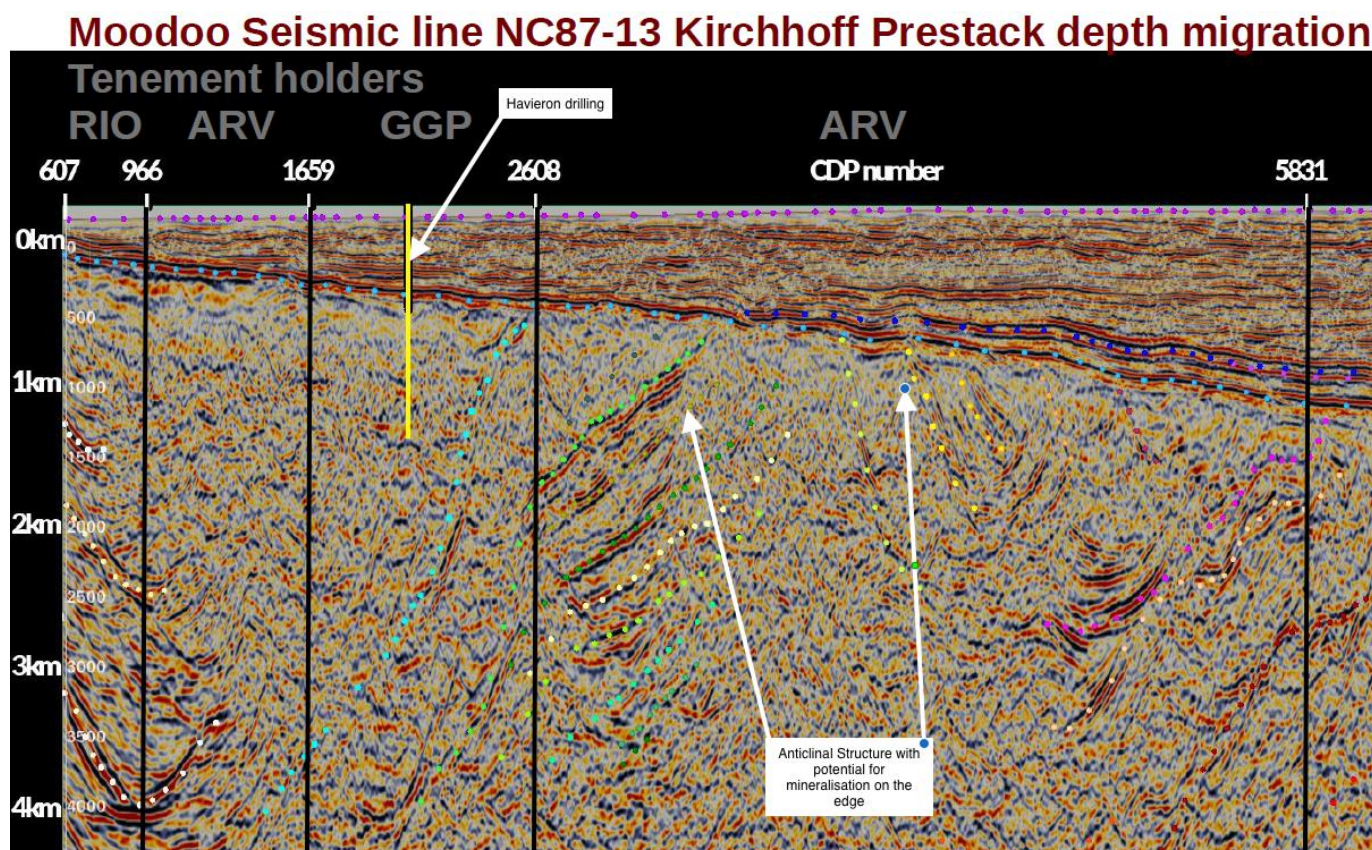 Moodoo Seismic line NC87-13 Kirchhoff Prestack depth migration
Tenement holders
Havieron drilling
RIO ARV GGP ARV
607 966 1659 2608 CDP number 5831
0km 0
500
1km 1000
1500
2km 2000
2500
3km 3000
3500
Anticlinal Structure with
potential for
mineralisation on the
edge
4km 4000